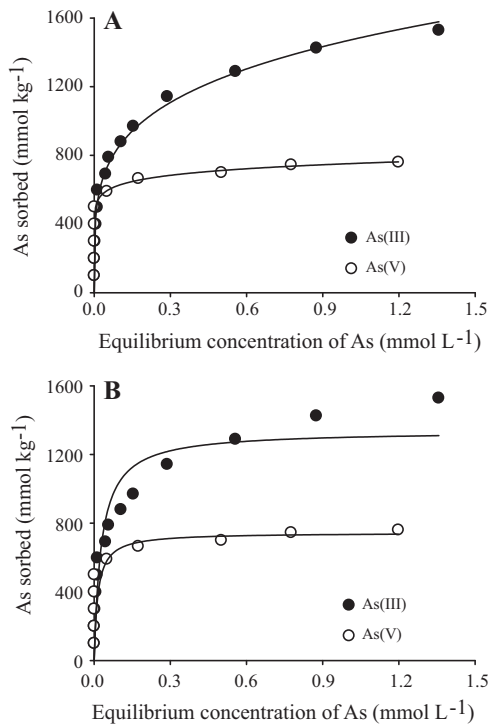 A
1600
1200
800
400
0
As sorbed (mmol kg-1)
As(III)
As(V)
0.0 0.3 0.6 0.9 1.2 1.5
Equilibrium concentration of As (mmol L-1)
B
1600
1200
800
400
0
As sorbed (mmol kg-1)
As(III)
As(V)
0.0 0.3 0.6 0.9 1.2 1.5
Equilibrium concentration of As (mmol L-1)